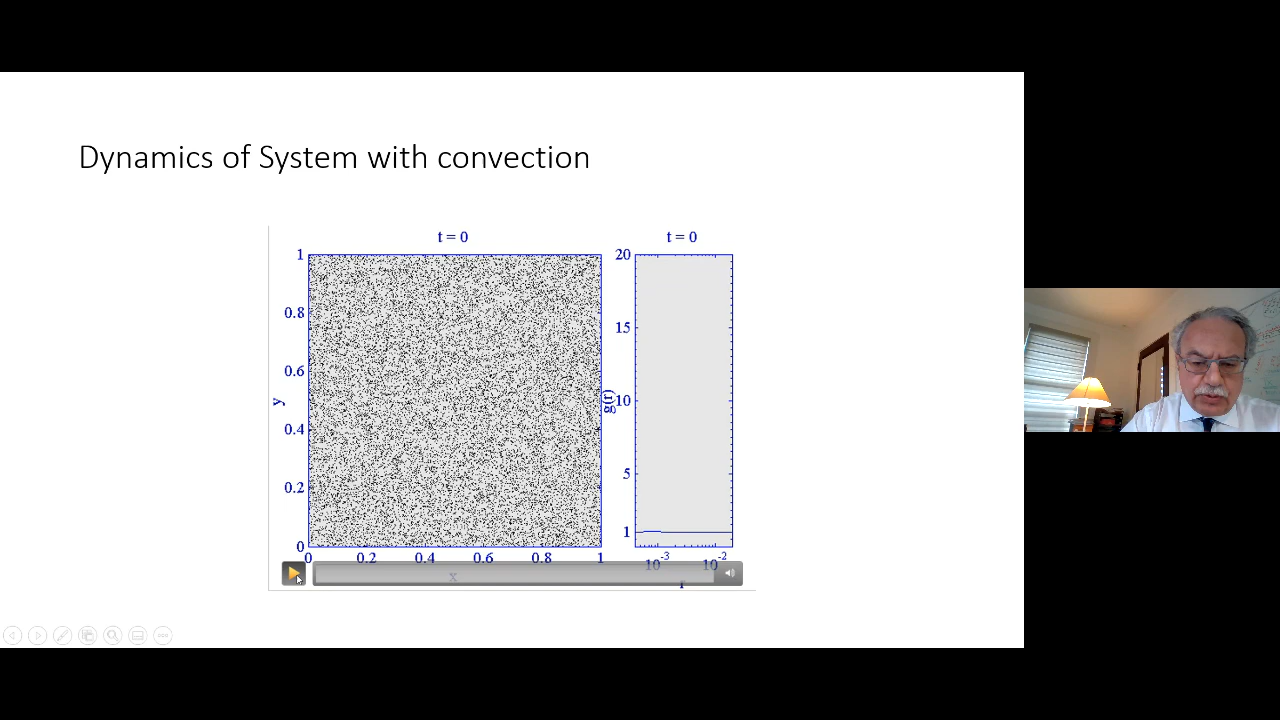 Dynamics of System with convection
t = 0
t = 0
1
0.8
0.6
0.4
0.2
0
y
0 0.2 0.4 0.6 0.8 1
x
20
15
10
5
1
g(r)
10-3 10-2
r